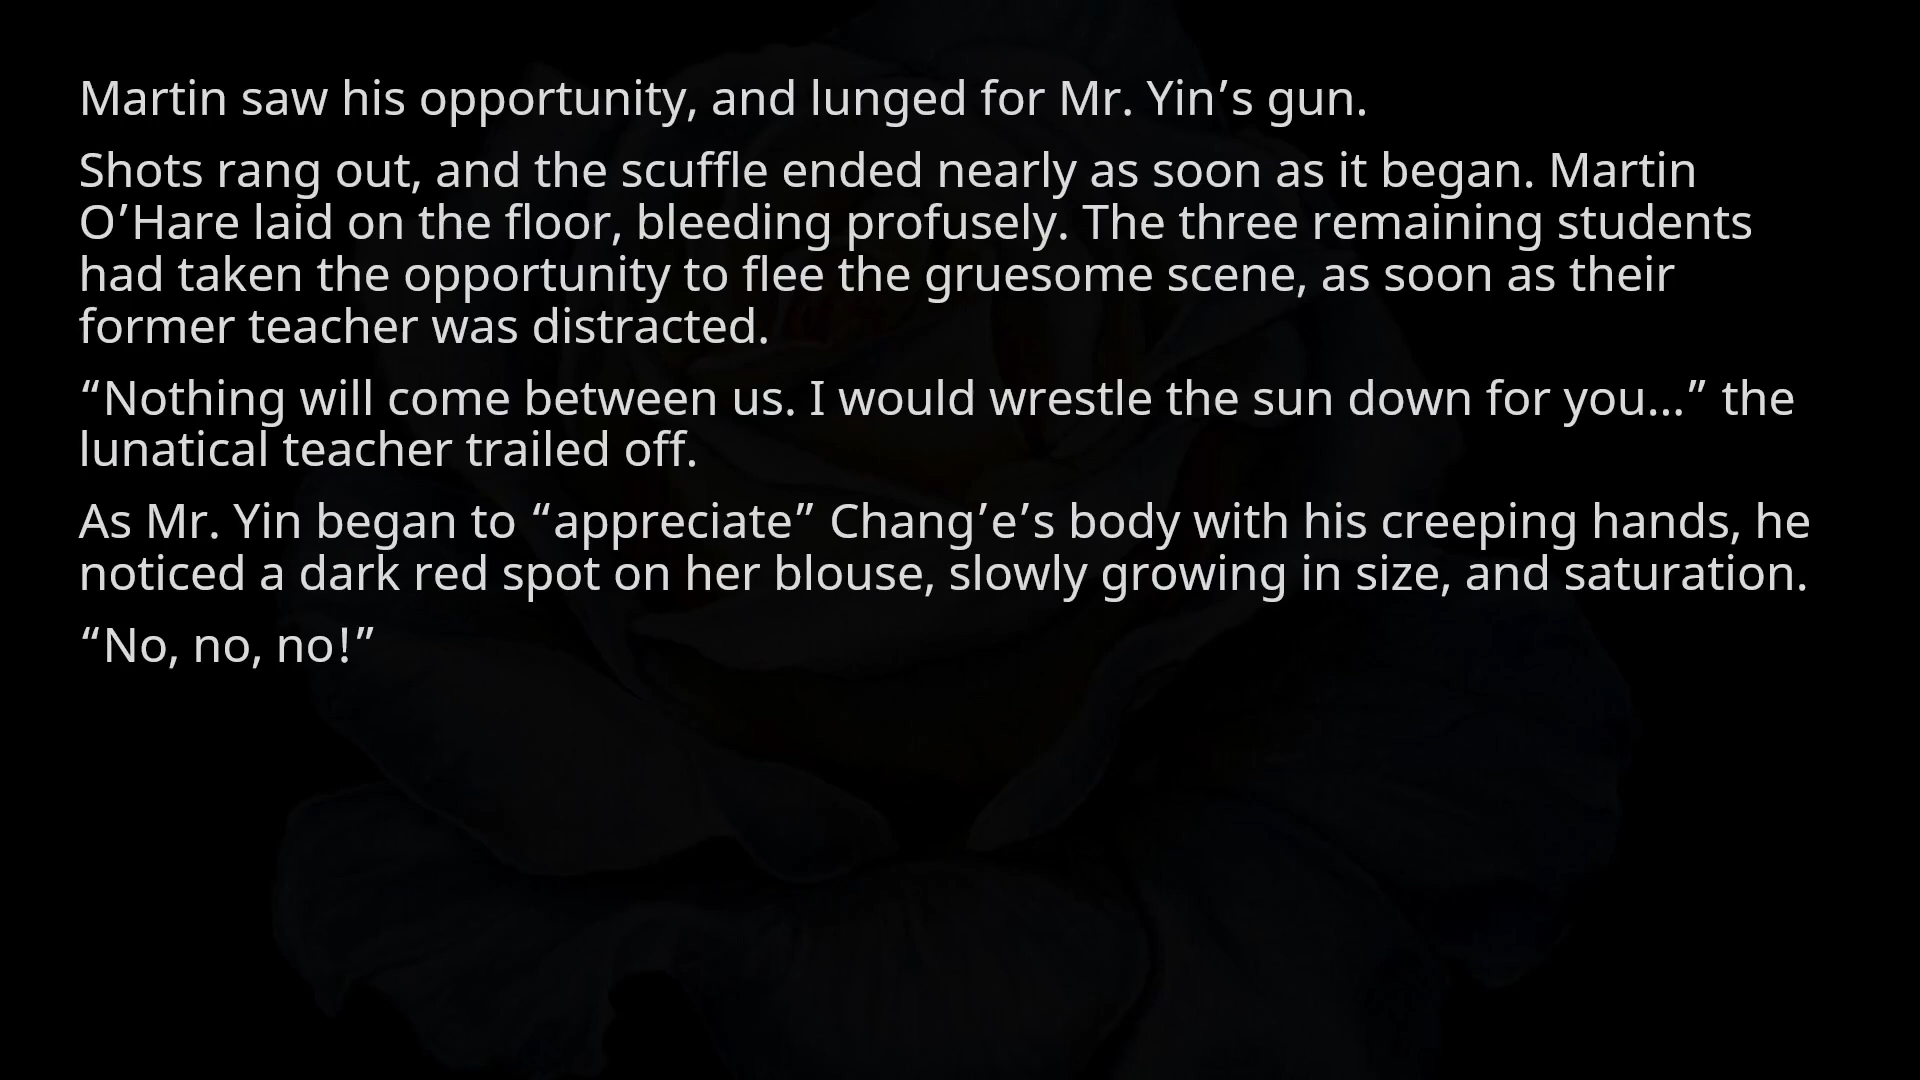 Martin saw his opportunity, and lunged for Mr. Yin’s gun.
Shots rang out, and the scuffle ended nearly as soon as it began. Martin
O’Hare laid on the floor, bleeding profusely. The three remaining students
had taken the opportunity to flee the gruesome scene, as soon as their
former teacher was distracted.
“Nothing will come between us. I would wrestle the sun down for you…” the
lunatical teacher trailed off.
As Mr. Yin began to “appreciate” Chang’e’s body with his creeping hands, he
noticed a dark red spot on her blouse, slowly growing in size, and saturation.
“No, no, no!”